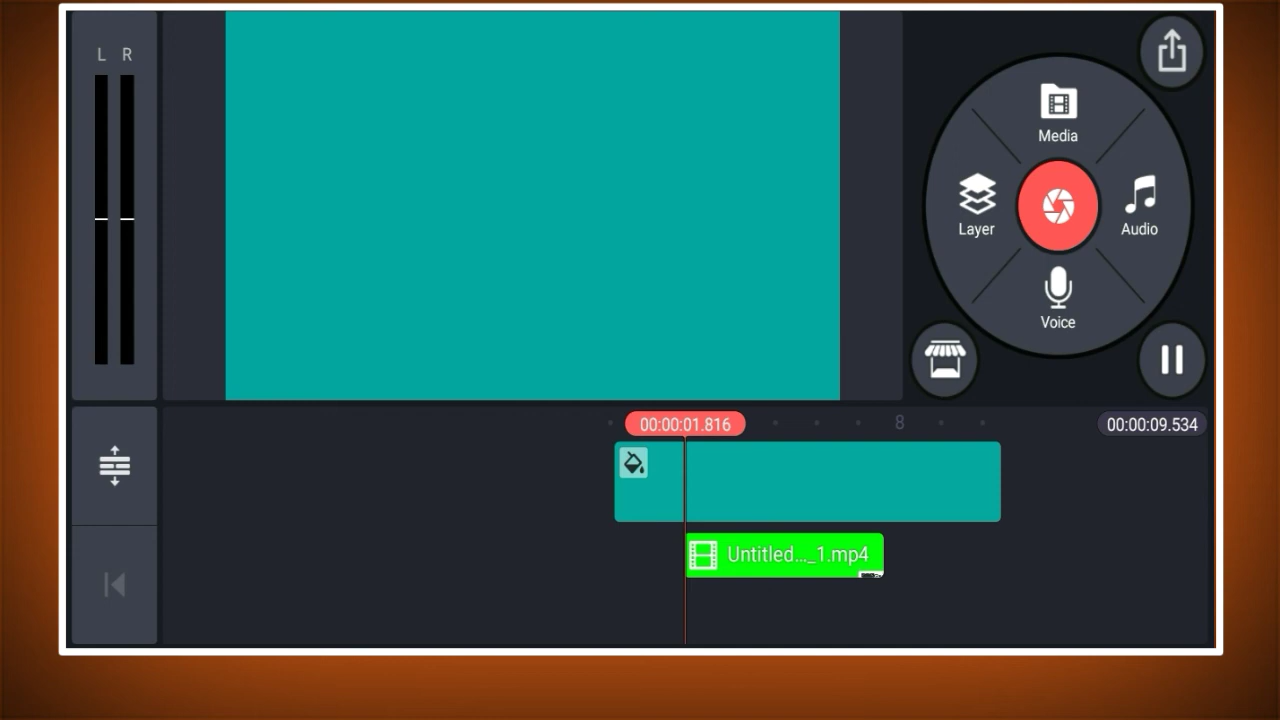 L R
Media
Layer
Audio
Voice
00:00:01.816
8
00:00:09.534
Untitled..._1.mp4